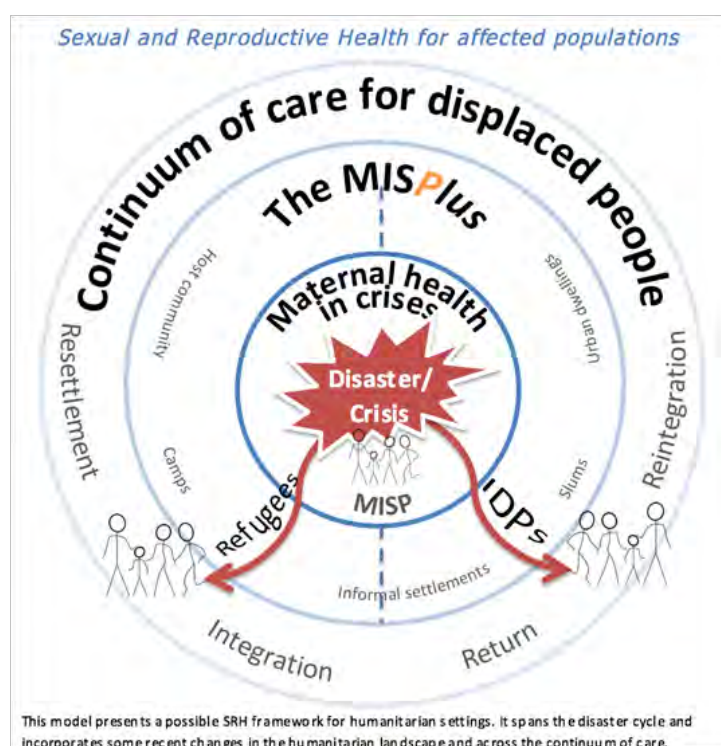 Sexual and Reproductive Health for affected populations
Continuum of care for displaced people
The MISPlus
Maternal health
in crises
Host community
Urban dwellings
Disaster/
Crisis
Resettlement
Reintegration
Camps
Slums
MISP
Refugees
IDPs
Informal settlements
Integration
Return
This model presents a possible SRH framework for humanitarian settings. It spans the disaster cycle and
incorporates some recent changes in the humanitarian landscape and across the continuum of care.